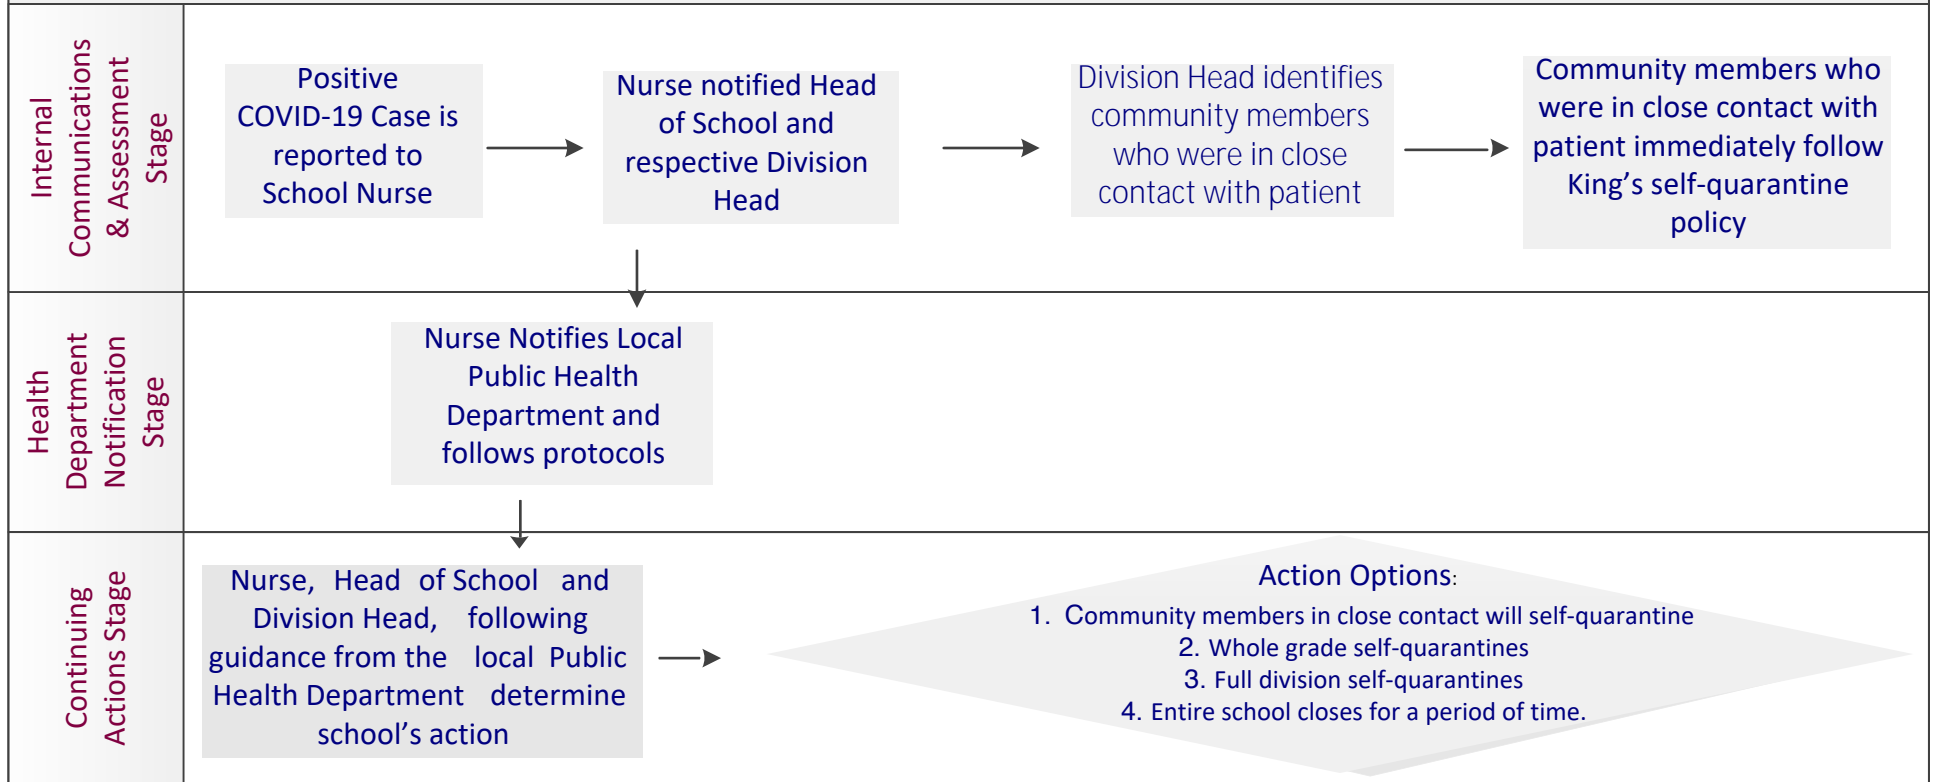 Internal
Communications
& Assessment
Stage
Positive
COVID-19 Case is
reported to
School Nurse
Nurse notified Head
of School and
respective Division
Head
Division Head identifies
community members
who were in close
contact with patient
Community members who
were in close contact with
patient immediately follow
King’s self-quarantine
policy
Health
Department
Notification
Stage
Nurse Notifies Local
Public Health
Department and
follows protocols
Continuing
Actions Stage
Nurse, Head of School and
Division Head, following
guidance from the local Public
Health Department determine
school’s action
Action Options:
1. Community members in close contact will self-quarantine
2. Whole grade self-quarantines
3. Full division self-quarantines
4. Entire school closes for a period of time.